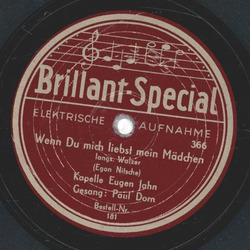 Brillant-Special
ELEKTRISCHE AUFNAHME
366
Wenn Du mich liebst mein Mädchen
langs. Walzer
(Egon Nitsche)
Kapelle Eugen Jahn
Gesang: Paul Dom
Bestell-Nr.
181